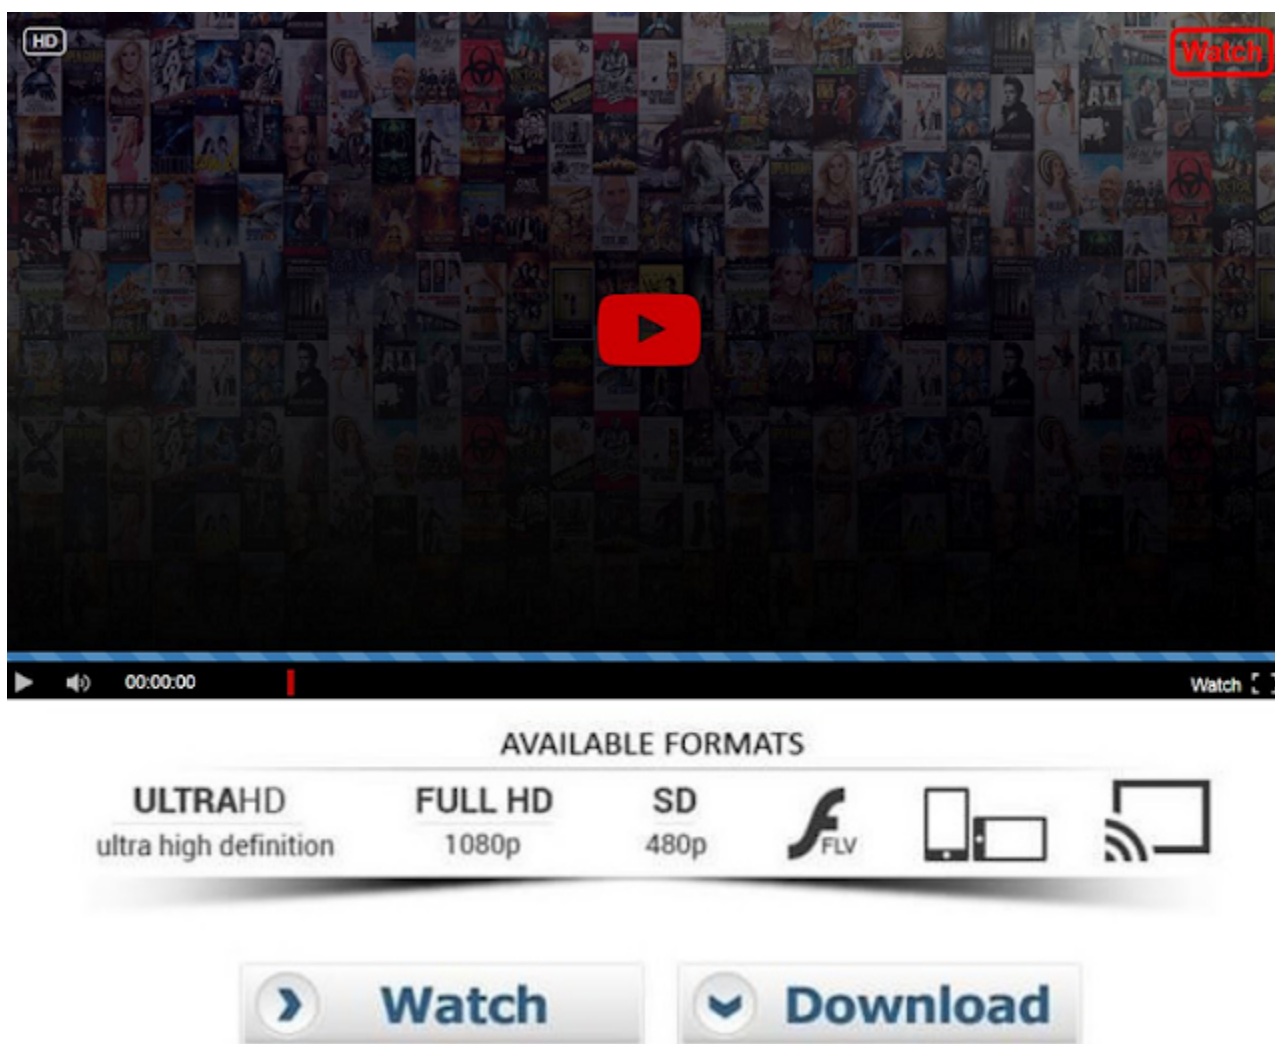 HD
Watch
00:00:00
Watch
AVAILABLE FORMATS
ULTRAHD
ultra high definition
FULL HD
1080p
SD
480p
FLV
Watch
Download